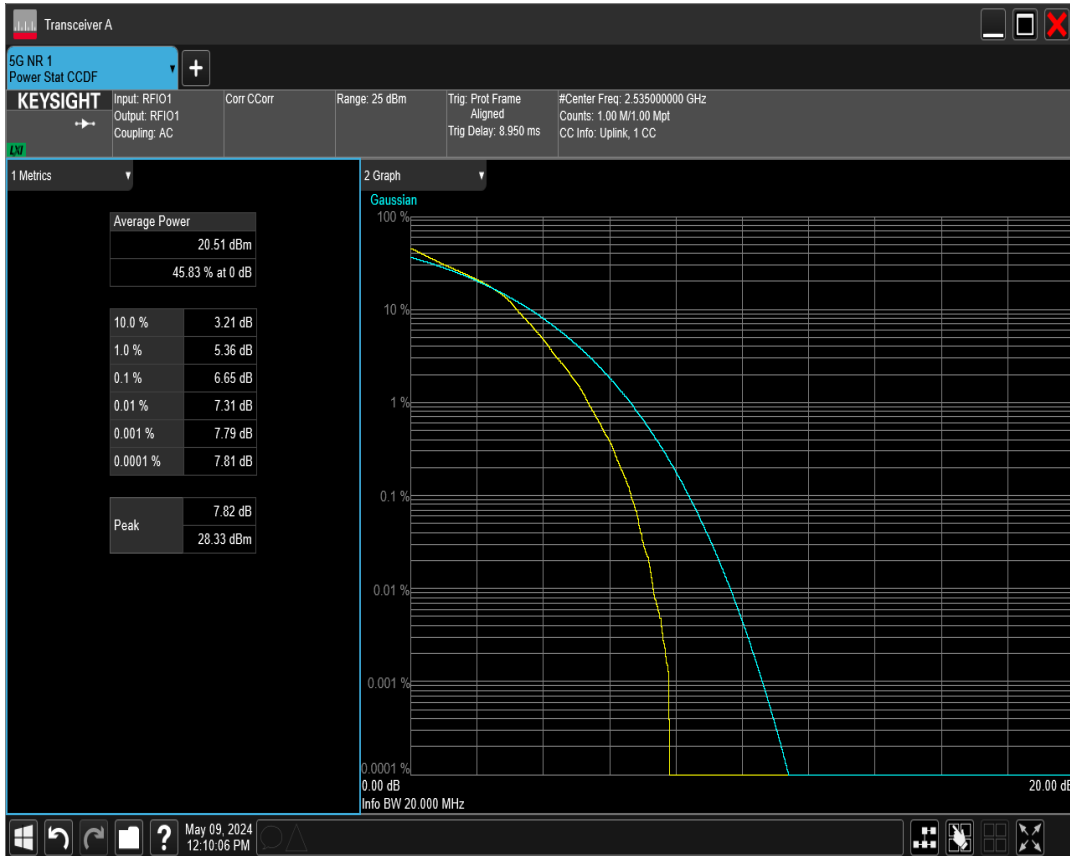 Transceiver A
5G NR 1
Power Stat CCDF
KEYSIGHT
LXI
Input: RFIO1
Output: RFIO1
Coupling: AC
Corr CCorr
Range: 25 dBm
Trig: Prot Frame
Aligned
Trig Delay: 8.950 ms
#Center Freq: 2.535000000 GHz
Counts: 1.00 M/1.00 Mpt
CC Info: Uplink, 1 CC
1 Metrics
Average Power
20.51 dBm
45.83 % at 0 dB
10.0 % 3.21 dB
1.0 % 5.36 dB
0.1 % 6.65 dB
0.01 % 7.31 dB
0.001 % 7.79 dB
0.0001 % 7.81 dB
Peak
7.82 dB
28.33 dBm
2 Graph
Gaussian
100 %
10 %
1 %
0.1 %
0.01 %
0.001 %
0.0001 %
0.00 dB 20.00 dB
Info BW 20.000 MHz
?
May 09, 2024
12:10:06 PM